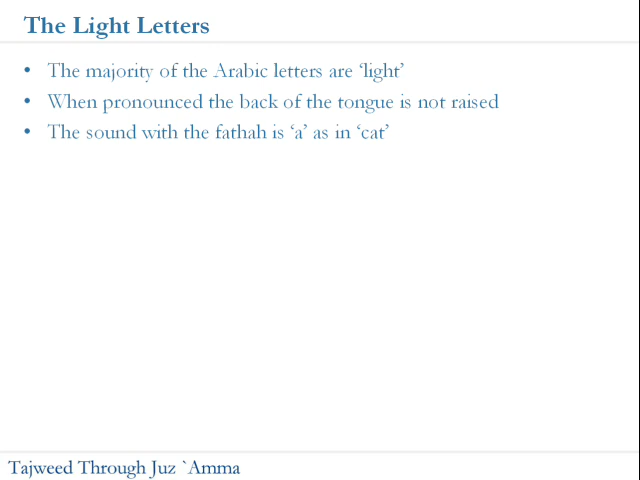 The Light Letters
• The majority of the Arabic letters are ‘light’
• When pronounced the back of the tongue is not raised
• The sound with the fathah is ‘a’ as in ‘cat’
Tajweed Through Juz `Amma